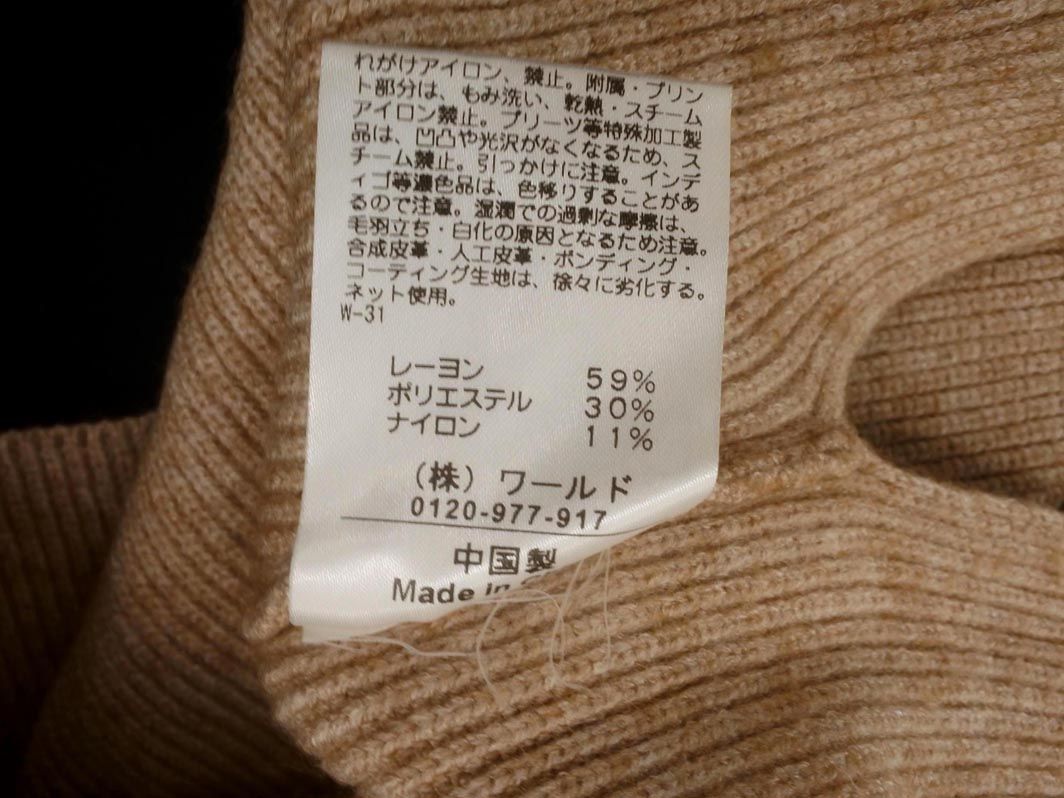 れがけアイロン、禁止。附属・プリン
ト部分は、もみ洗い、乾熱・スチーム
アイロン禁止。プリーツ等特殊加工製
品は、凹凸や光沢がなくなるため、ス
チーム禁止。引っかけに注意。インデ
ィゴ等濃色品は、色移りすることがあ
るので注意。湿潤での過剰な摩擦は、
毛羽立ち・白化の原因となるため注意。
合成皮革・人工皮革・ボンディング・
コーティング生地は、徐々に劣化する。
ネット使用。
W-31
レーヨン 59%
ポリエステル 30%
ナイロン 11%
(株) ワールド
0120-977-917
中国製
Made in